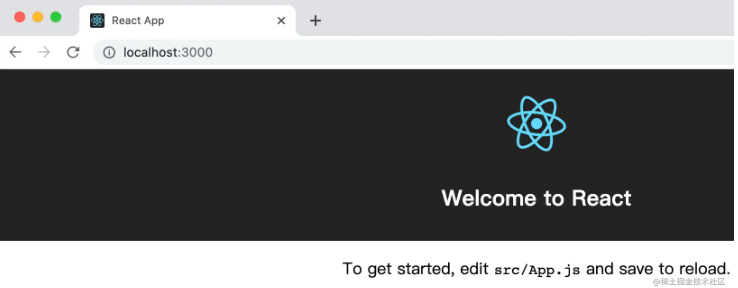 React App
localhost:3000
Welcome to React
To get started, edit src/App.js and save to reload.
@稀土掘金技术社区